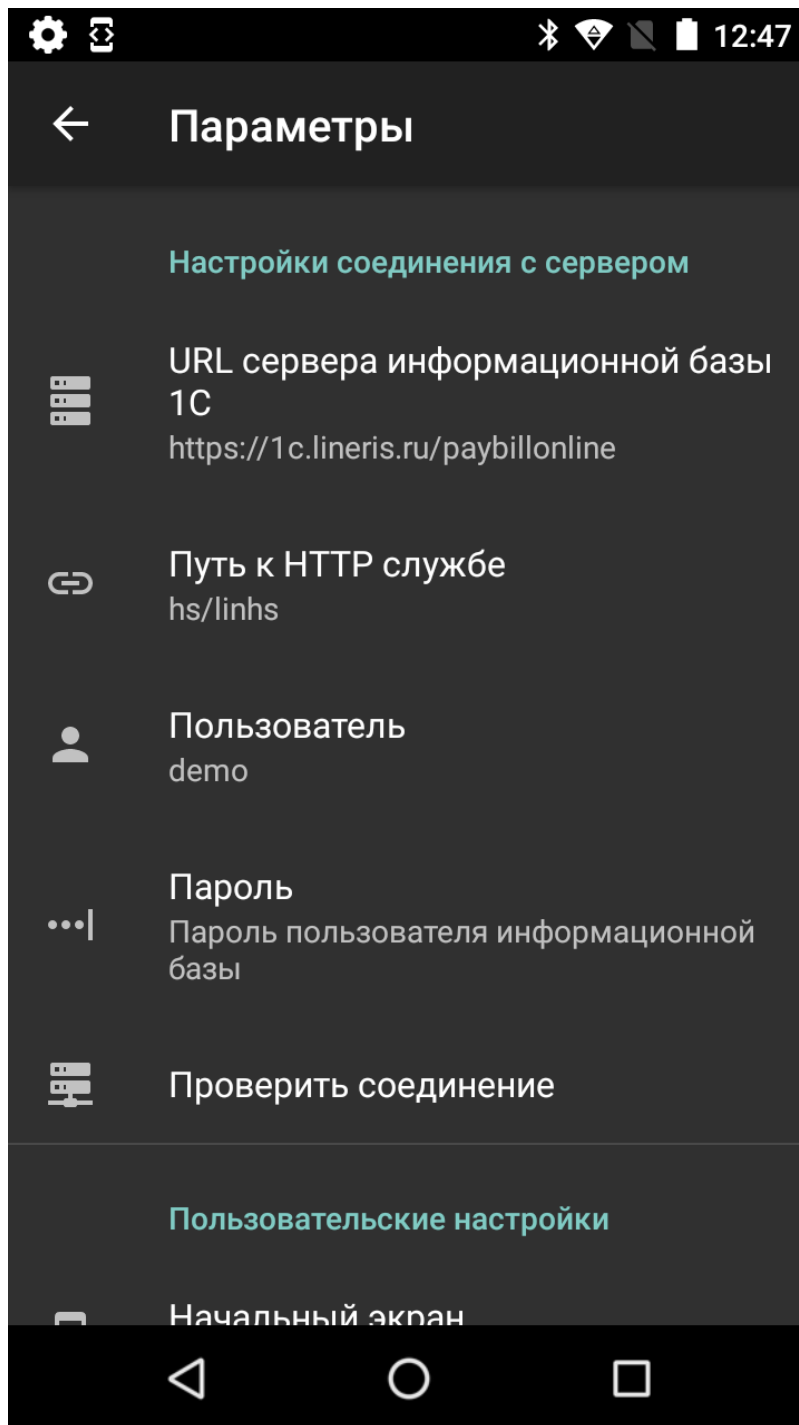 12:47
Параметры
Настройки соединения с сервером
URL сервера информационной базы
1С
https://1c.lineris.ru/paybillonline
Путь к HTTP службе
hs/linhs
Пользователь
demo
Пароль
Пароль пользователя информационной
базы
Проверить соединение
Пользовательские настройки
Начальный экран